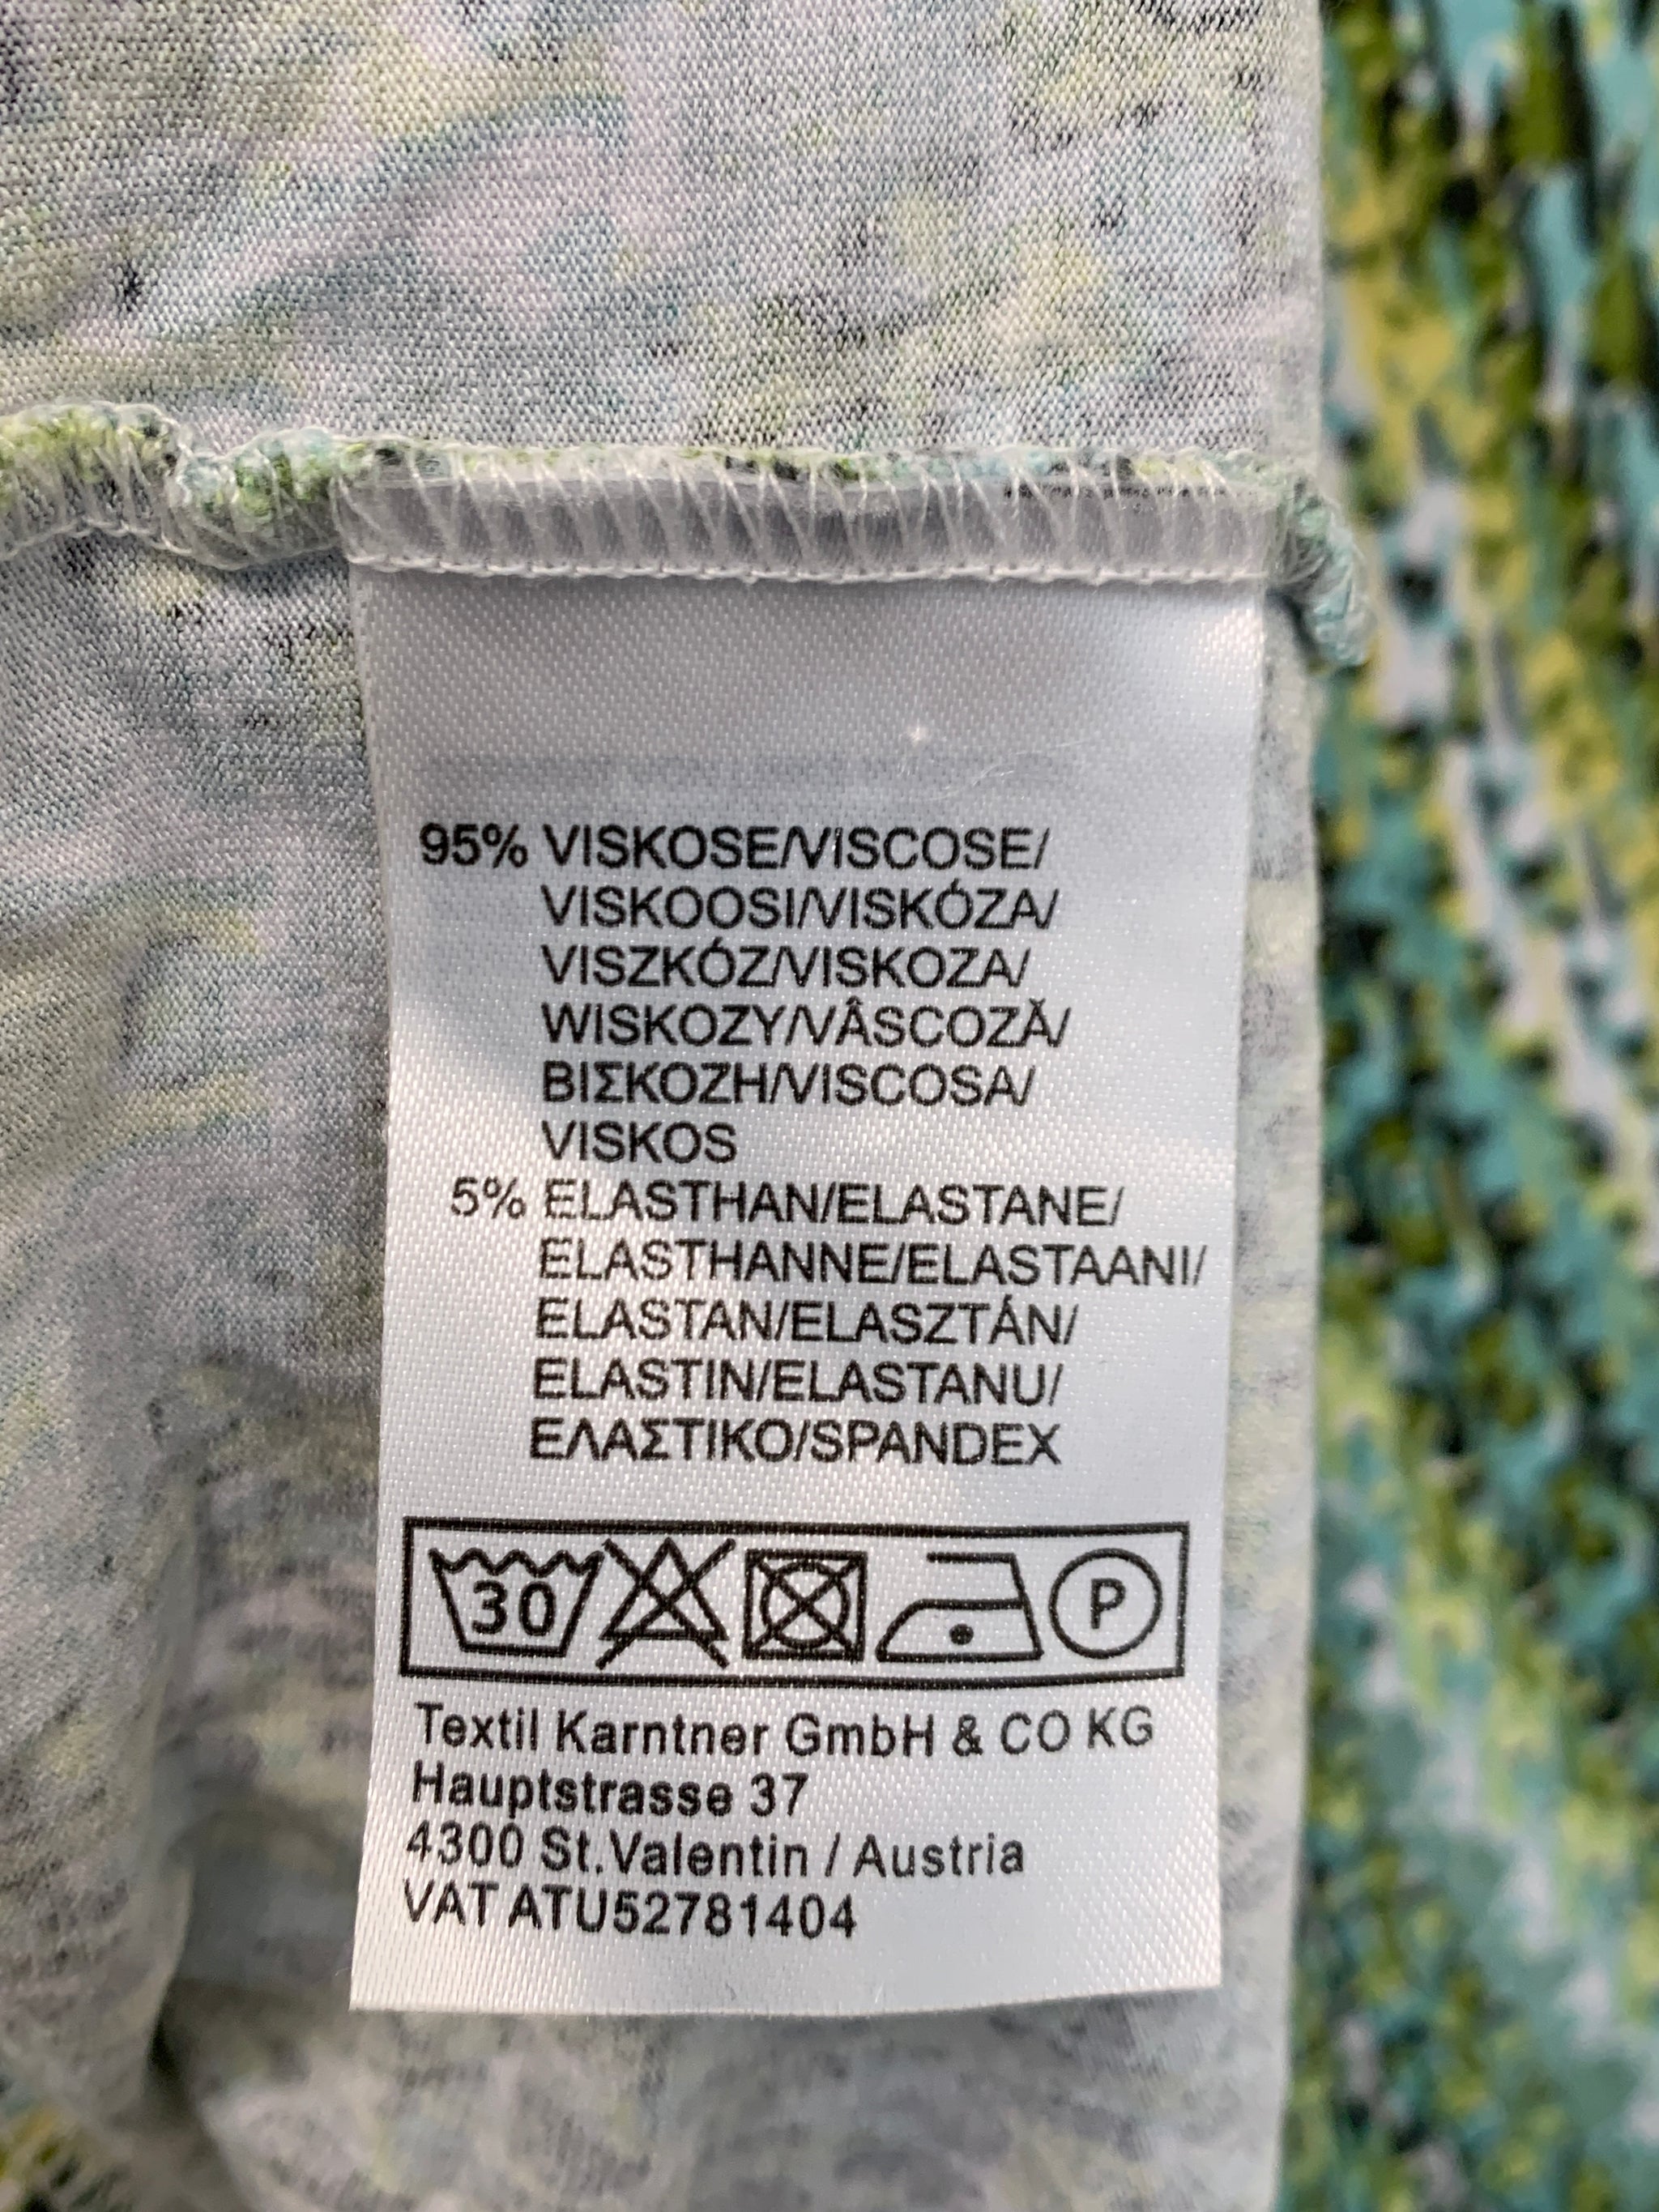 95% VISKOSE/VISCOSE/
VISKOOSI/VISKÓZA/
VISZKÓZ/VISKOZA/
WISKOZY/VÂSCOZĂ/
ΒΙΣΚΟΖΗ/VISCOSA/
VISKOS
5% ELASTHAN/ELASTANE/
ELASTHANNE/ELASTAANI/
ELASTAN/ELASZTÁN/
ELASTIN/ELASTANU/
ΕΛΑΣΤΙΚΟ/SPANDEX
30 P
Textil Karntner GmbH & CO KG
Hauptstrasse 37
4300 St.Valentin / Austria
VAT ATU52781404